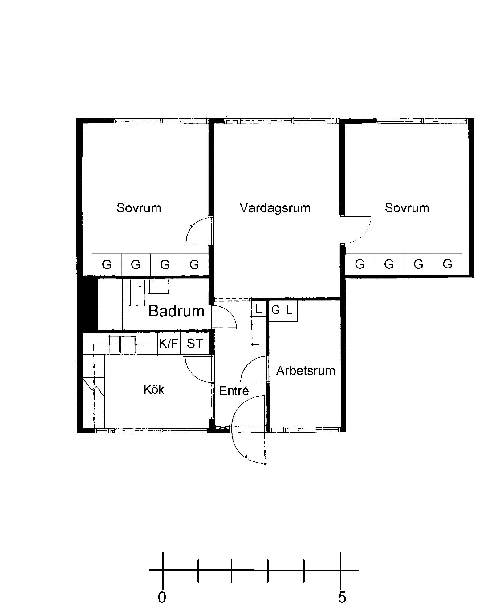 Sovrum
Vardagsrum
Sovrum
G G G G
G G G G
Badrum
L G L
K/F ST
Arbetsrum
Kök
Entré
0 5